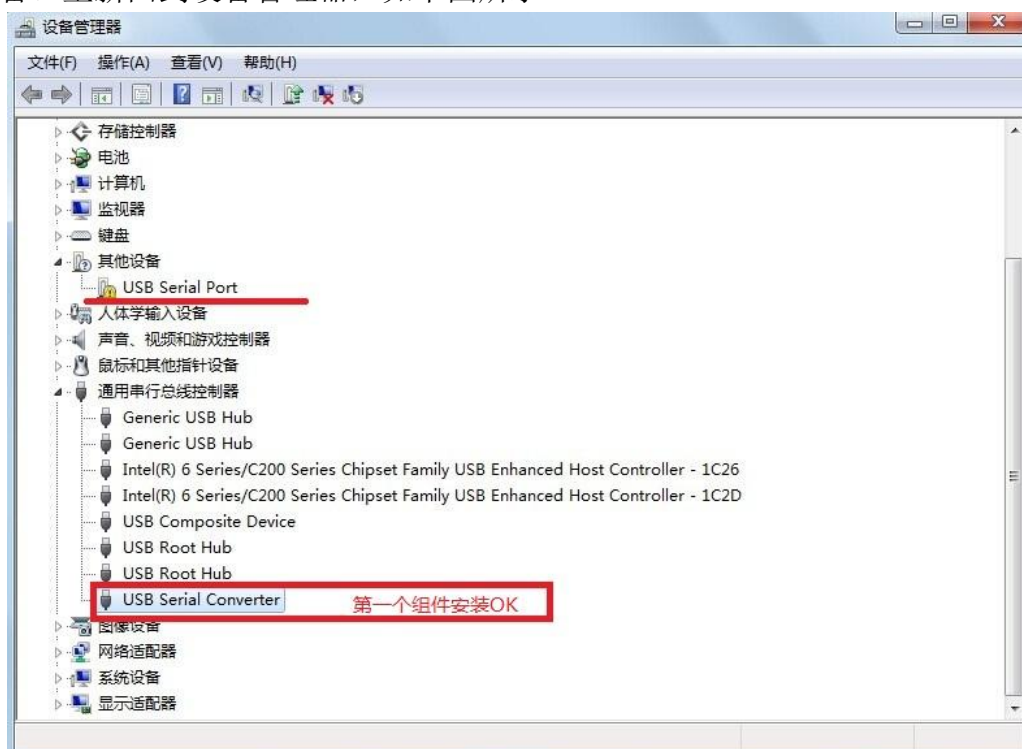 设备管理器
文件(F) 操作(A) 查看(V) 帮助(H)
存储控制器
电池
计算机
监视器
键盘
其他设备
USB Serial Port
人体学输入设备
声音、视频和游戏控制器
鼠标和其他指针设备
通用串行总线控制器
Generic USB Hub
Generic USB Hub
Intel(R) 6 Series/C200 Series Chipset Family USB Enhanced Host Controller - 1C26
Intel(R) 6 Series/C200 Series Chipset Family USB Enhanced Host Controller - 1C2D
USB Composite Device
USB Root Hub
USB Root Hub
USB Serial Converter 第一个组件安装OK
图像设备
网络适配器
系统设备
显示适配器